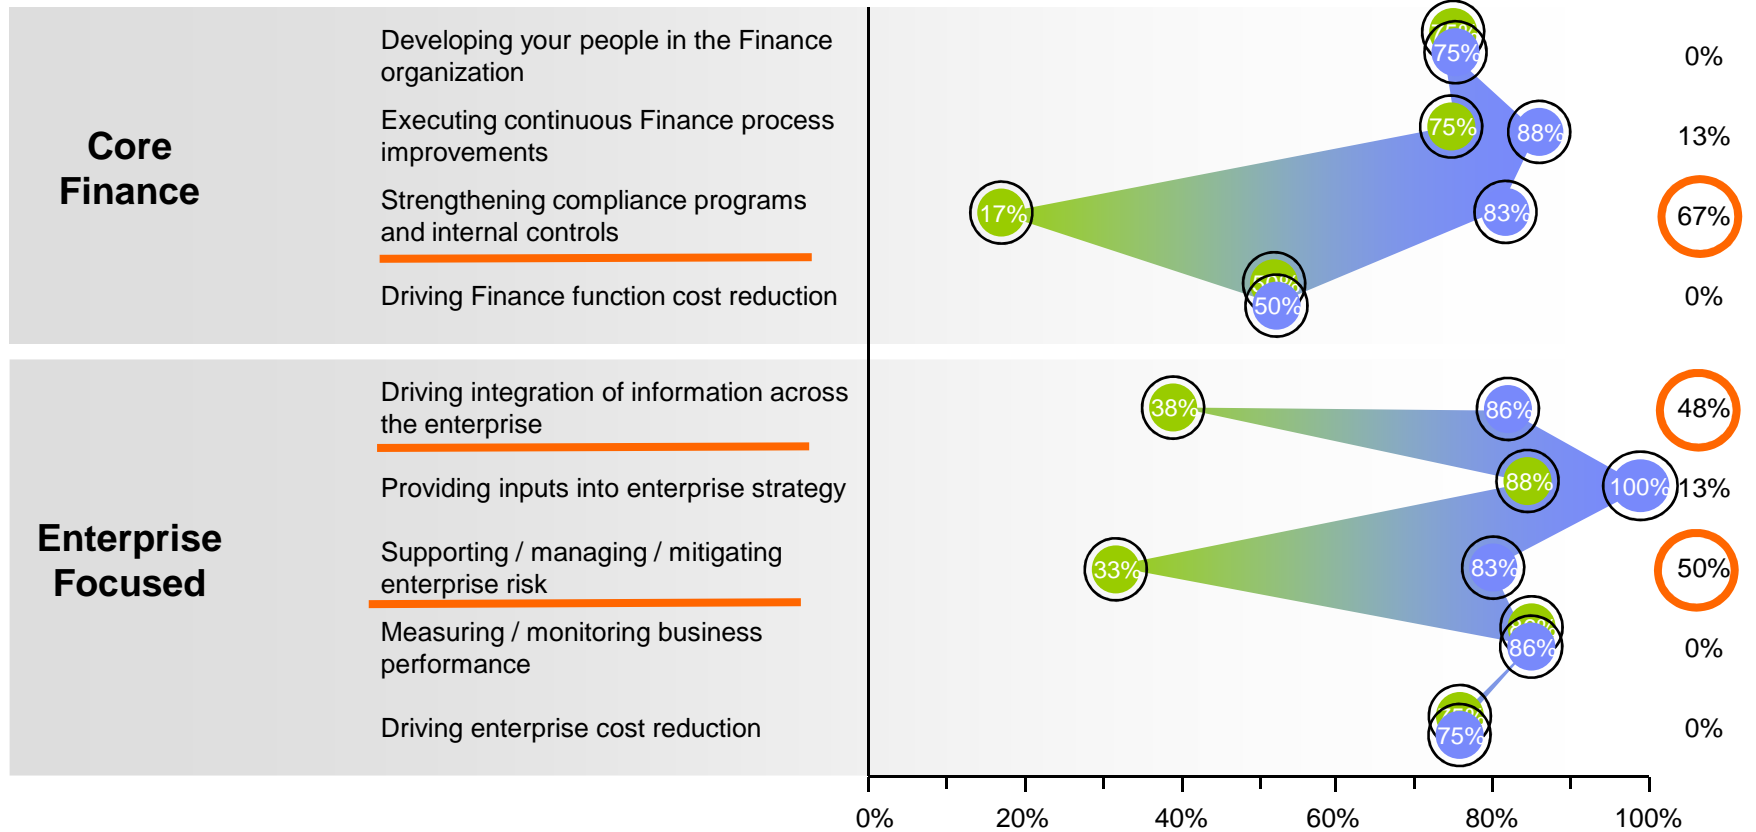 Core
Finance
Developing your people in the Finance
organization
75%
0%
Executing continuous Finance process
improvements
75%
88%
13%
Strengthening compliance programs
and internal controls
17%
83%
67%
Driving Finance function cost reduction
50%
0%
Enterprise
Focused
Driving integration of information across
the enterprise
38%
86%
48%
Providing inputs into enterprise strategy
88%
100%
13%
Supporting / managing / mitigating
enterprise risk
33%
83%
50%
Measuring / monitoring business
performance
86%
0%
Driving enterprise cost reduction
75%
0%
0%
20%
40%
60%
80%
100%